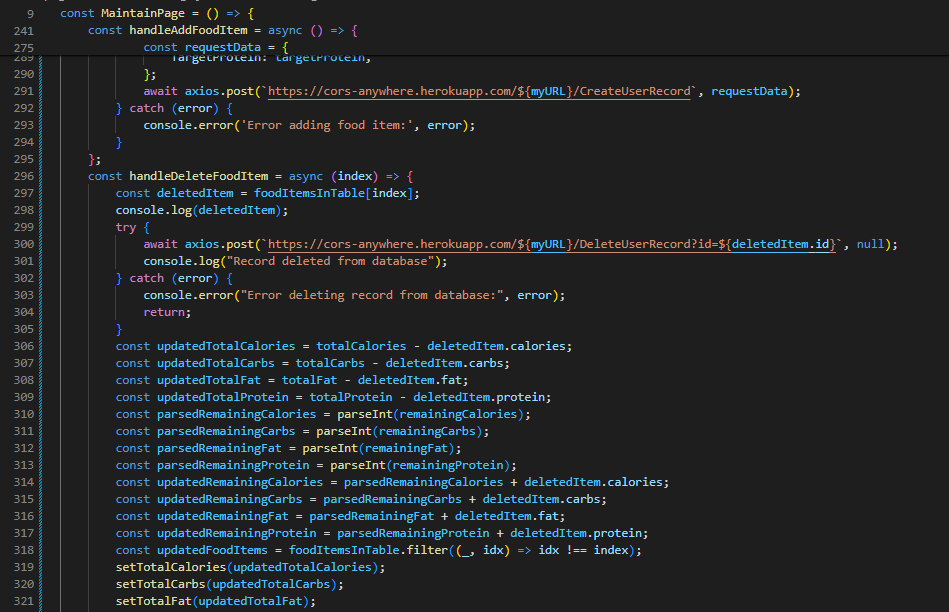 9 const MaintainPage = () => {
241 const handleAddFoodItem = async () => {
275 const requestData = {
289 TargetProtein: targetProtein,
290 };
291 await axios.post(`https://cors-anywhere.herokuapp.com/${myURL}/CreateUserRecord`, requestData);
292 } catch (error) {
293 console.error('Error adding food item:', error);
294 }
295 };
296 const handleDeleteFoodItem = async (index) => {
297 const deletedItem = foodItemsInTable[index];
298 console.log(deletedItem);
299 try {
300 await axios.post(`https://cors-anywhere.herokuapp.com/${myURL}/DeleteUserRecord?id=${deletedItem.id}`, null);
301 console.log("Record deleted from database");
302 } catch (error) {
303 console.error("Error deleting record from database:", error);
304 return;
305 }
306 const updatedTotalCalories = totalCalories - deletedItem.calories;
307 const updatedTotalCarbs = totalCarbs - deletedItem.carbs;
308 const updatedTotalFat = totalFat - deletedItem.fat;
309 const updatedTotalProtein = totalProtein - deletedItem.protein;
310 const parsedRemainingCalories = parseInt(remainingCalories);
311 const parsedRemainingCarbs = parseInt(remainingCarbs);
312 const parsedRemainingFat = parseInt(remainingFat);
313 const parsedRemainingProtein = parseInt(remainingProtein);
314 const updatedRemainingCalories = parsedRemainingCalories + deletedItem.calories;
315 const updatedRemainingCarbs = parsedRemainingCarbs + deletedItem.carbs;
316 const updatedRemainingFat = parsedRemainingFat + deletedItem.fat;
317 const updatedRemainingProtein = parsedRemainingProtein + deletedItem.protein;
318 const updatedFoodItems = foodItemsInTable.filter((_, idx) => idx !== index);
319 setTotalCalories(updatedTotalCalories);
320 setTotalCarbs(updatedTotalCarbs);
321 setTotalFat(updatedTotalFat);